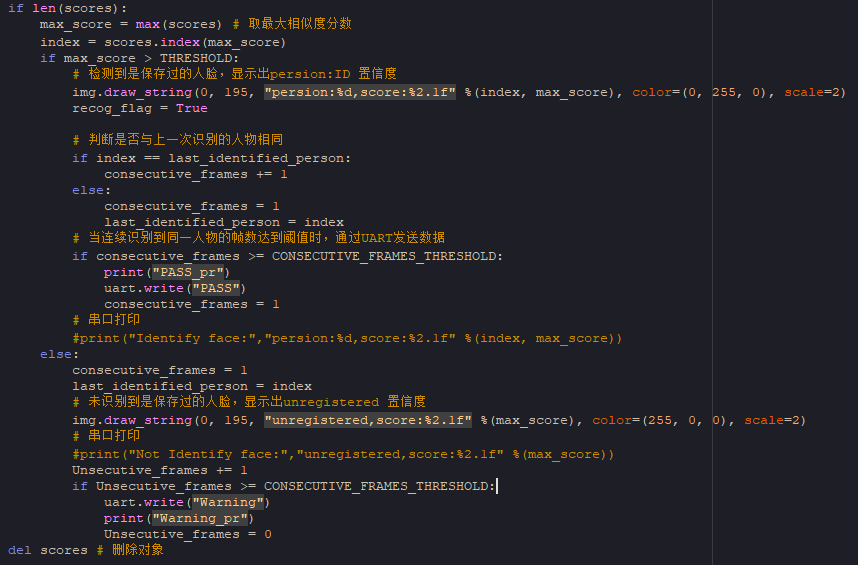 if len(scores):
    max_score = max(scores) # 取最大相似度分数
    index = scores.index(max_score)
    if max_score > THRESHOLD:
        # 检测到是保存过的人脸，显示出persion:ID 置信度
        img.draw_string(0, 195, "persion:%d,score:%2.1f" %(index, max_score), color=(0, 255, 0), scale=2)
        recog_flag = True

        # 判断是否与上一次识别的人物相同
        if index == last_identified_person:
            consecutive_frames += 1
        else:
            consecutive_frames = 1
            last_identified_person = index
        # 当连续识别到同一人物的帧数达到阈值时，通过UART发送数据
        if consecutive_frames >= CONSECUTIVE_FRAMES_THRESHOLD:
            print("PASS_pr")
            uart.write("PASS")
            consecutive_frames = 1
        # 串口打印
        #print("Identify face:","persion:%d,score:%2.1f" %(index, max_score))
    else:
        consecutive_frames = 1
        last_identified_person = index
        # 未识别到是保存过的人脸，显示出unregistered 置信度
        img.draw_string(0, 195, "unregistered,score:%2.1f" %(max_score), color=(255, 0, 0), scale=2)
        # 串口打印
        #print("Not Identify face:","unregistered,score:%2.1f" %(max_score))
        Unsecutive_frames += 1
        if Unsecutive_frames >= CONSECUTIVE_FRAMES_THRESHOLD:
            uart.write("Warning")
            print("Warning_pr")
            Unsecutive_frames = 0
del scores # 删除对象